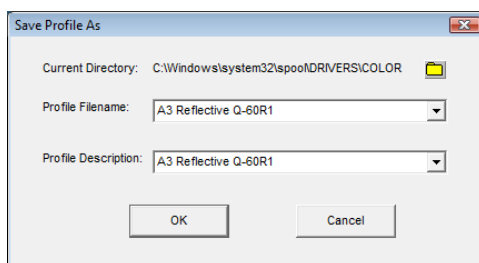 Save Profile As
Current Directory: C:\Windows\system32\spool\DRIVERS\COLOR
Profile Filename: A3 Reflective Q-60R1
Profile Description: A3 Reflective Q-60R1
OK Cancel